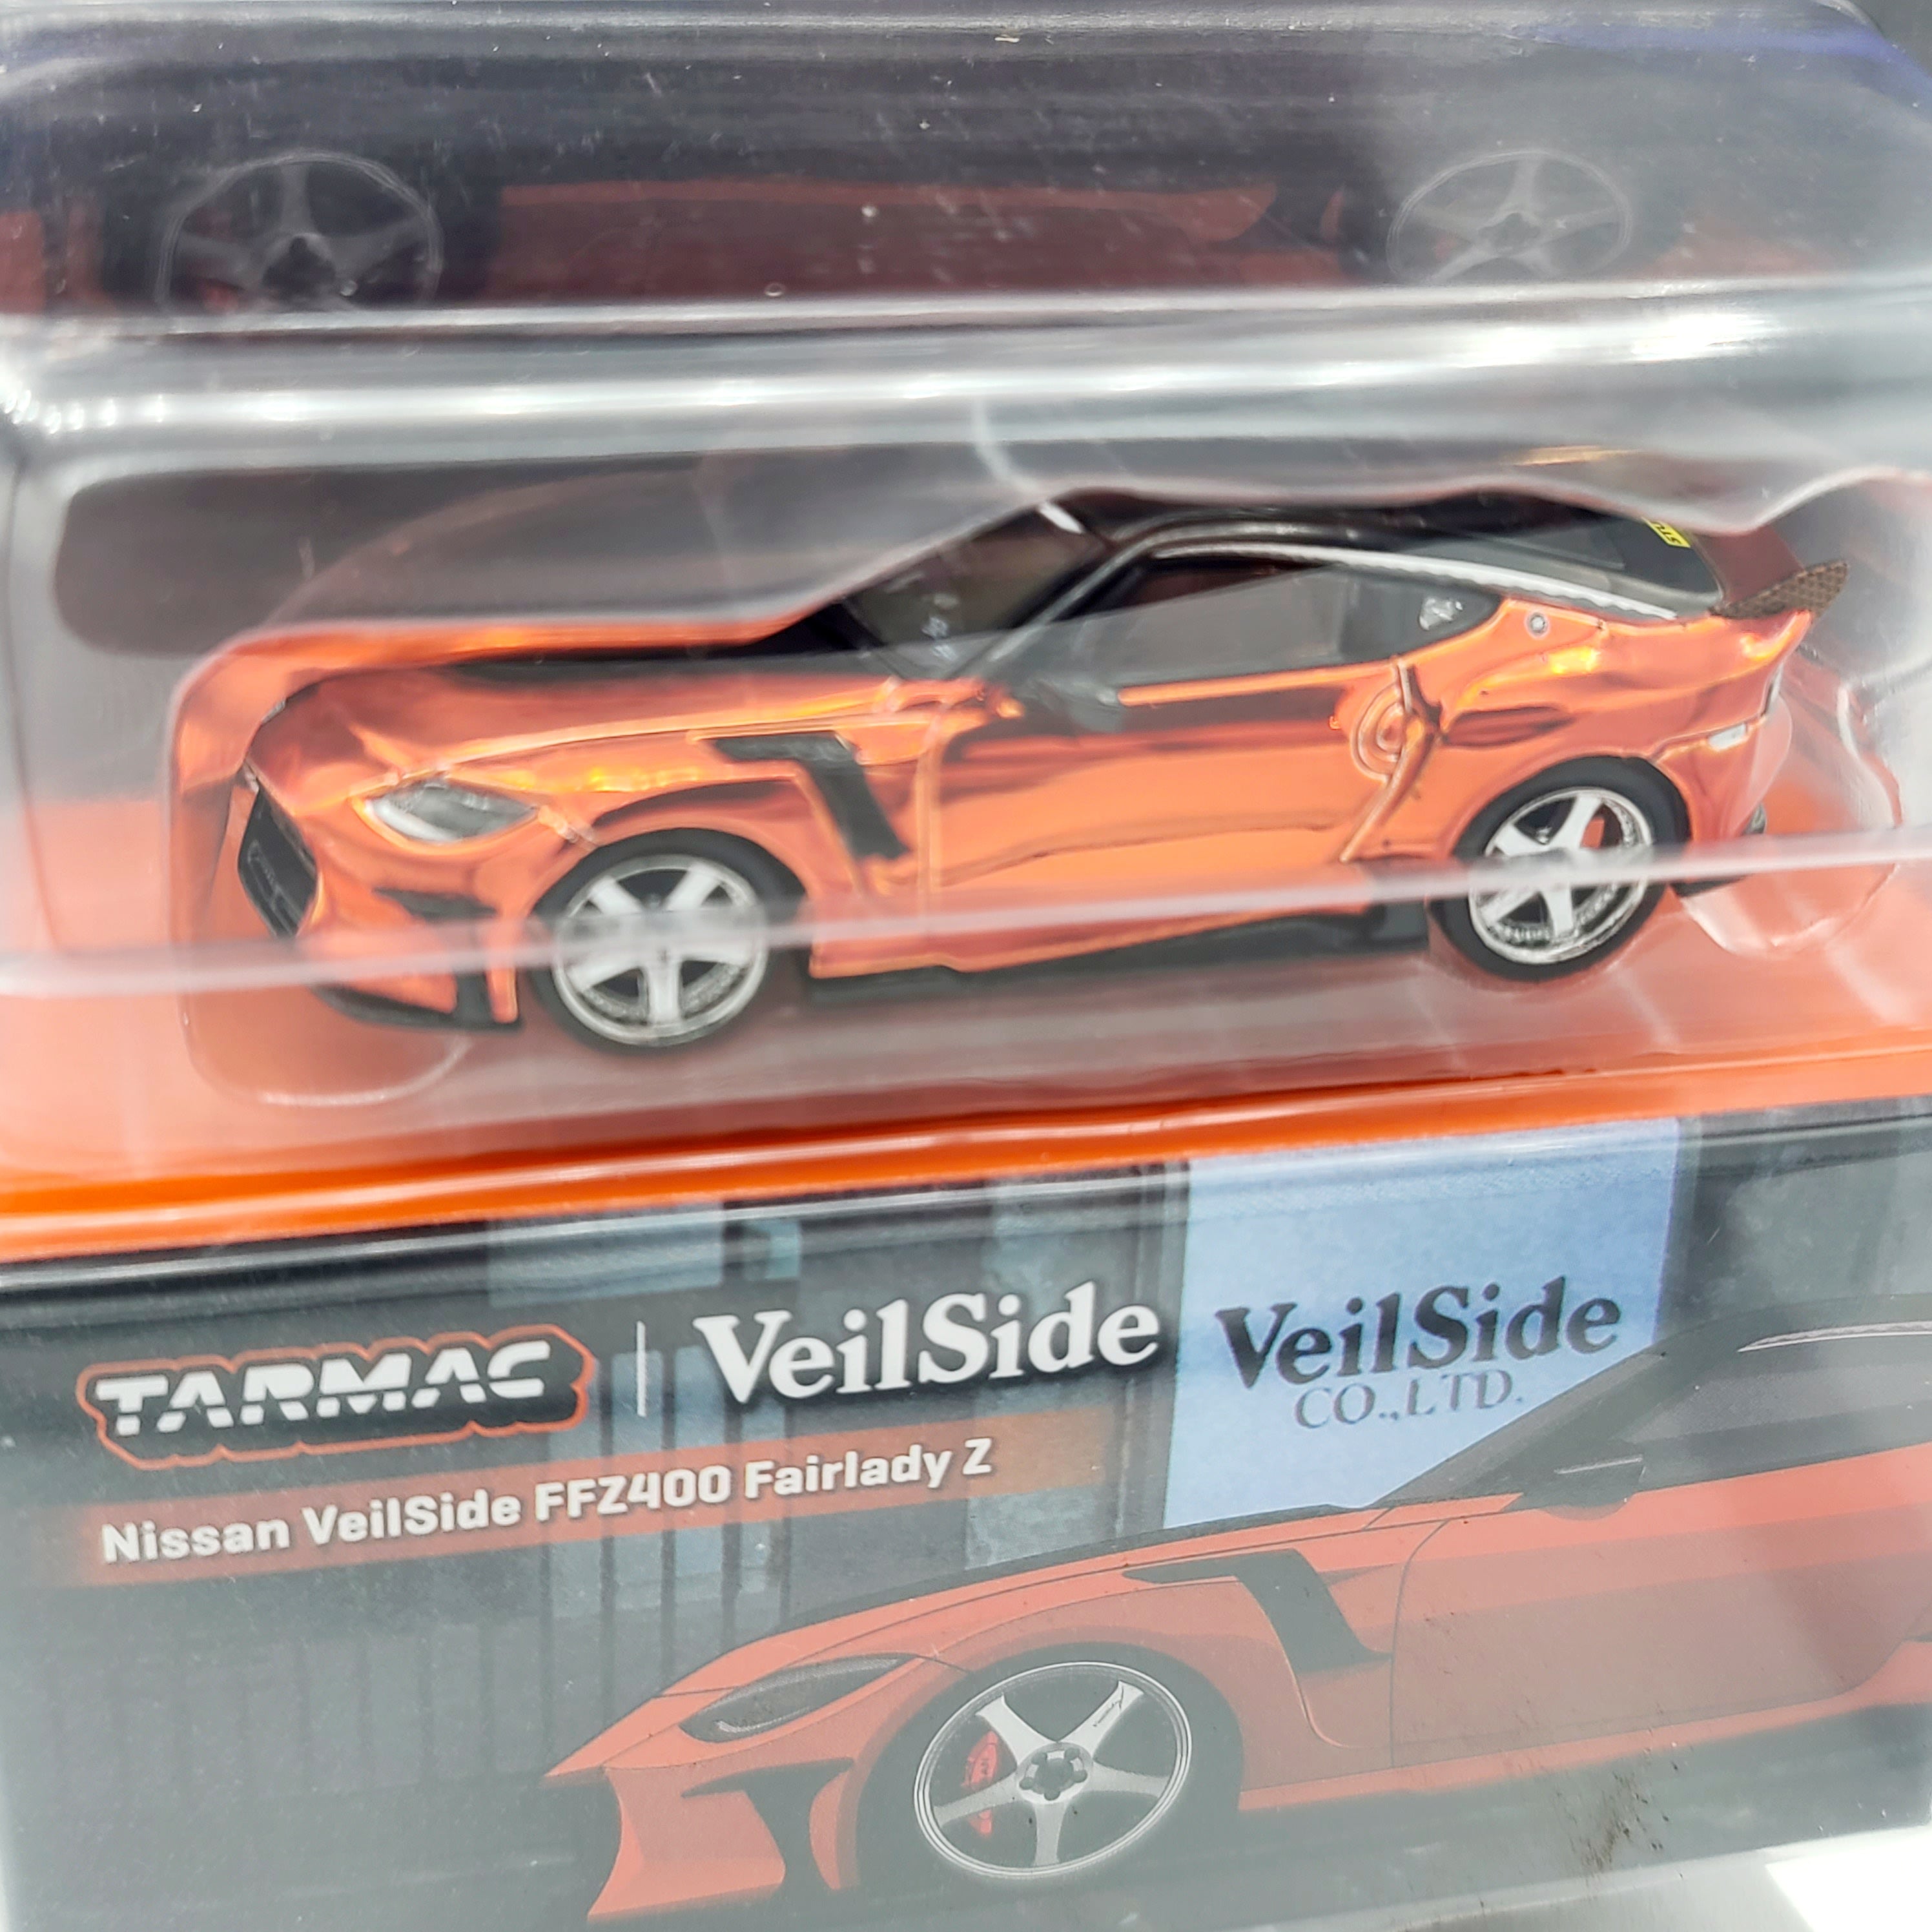 TARMAC | VeilSide
Nissan VeilSide FFZ400 Fairlady Z
VeilSide
CO.,LTD.